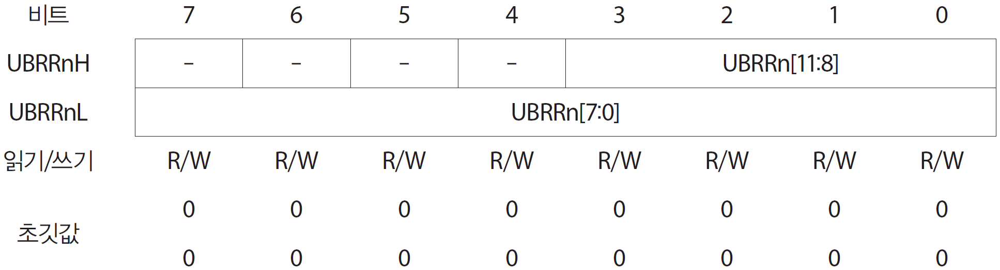 비트 7 6 5 4 3 2 1 0
UBRRnH – – – – UBRRn[11:8]
UBRRnL UBRRn[7:0]
읽기/쓰기 R/W R/W R/W R/W R/W R/W R/W R/W
0 0 0 0 0 0 0 0
초깃값
0 0 0 0 0 0 0 0